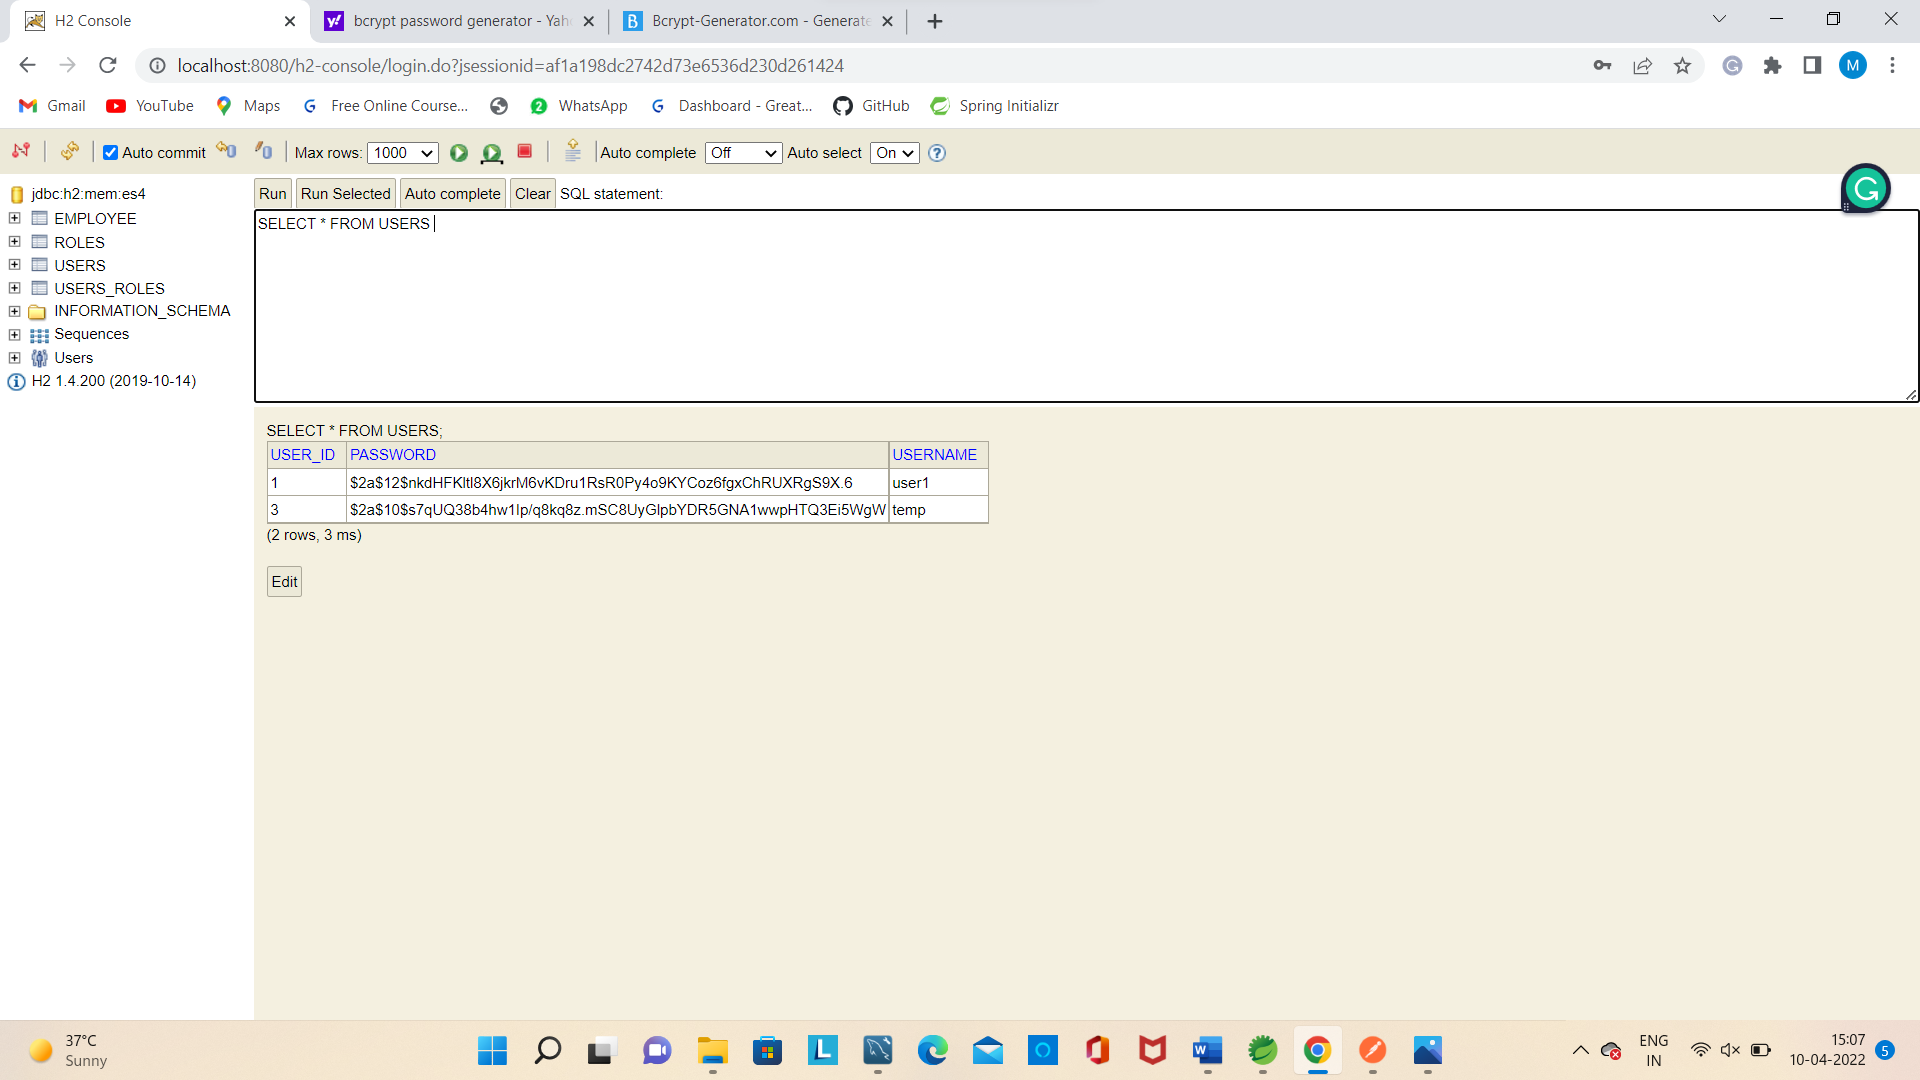 H2 Console
bcrypt password generator - Yah
Bcrypt-Generator.com - Generate
localhost:8080/h2-console/login.do?jsessionid=af1a198dc2742d73e6536d230d261424
M
Gmail
YouTube
Maps
Free Online Course...
2
WhatsApp
Dashboard - Great...
GitHub
Spring Initializr
Auto commit
Max rows: 1000
Auto complete Off
Auto select On
jdbc:h2:mem:es4
EMPLOYEE
ROLES
USERS
USERS_ROLES
INFORMATION_SCHEMA
Sequences
Users
H2 1.4.200 (2019-10-14)
Run Run Selected Auto complete Clear SQL statement:
SELECT * FROM USERS
SELECT * FROM USERS;
USER_ID PASSWORD USERNAME
1 $2a$12$nkdHFKltl8X6jkrM6vKDru1RsR0Py4o9KYCoz6fgxChRUXRgS9X.6 user1
3 $2a$10$s7qUQ38b4hw1Ip/q8kq8z.mSC8UyGlpbYDR5GNA1wwpHTQ3Ei5WgW temp
(2 rows, 3 ms)
Edit
37°C
Sunny
ENG
IN
15:07
10-04-2022
5